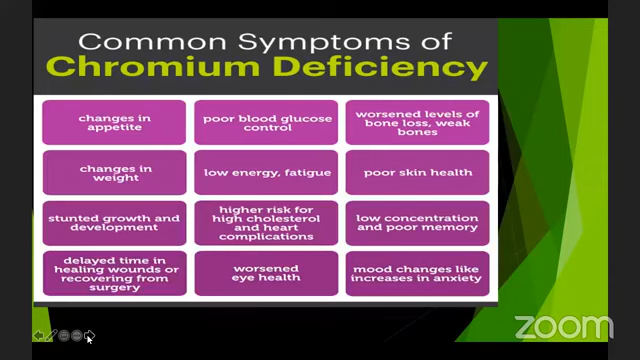 Common Symptoms of
Chromium Deficiency
changes in
appetite
poor blood glucose
control
worsened levels of
bone loss, weak
bones
changes in
weight
low energy, fatigue
poor skin health
stunted growth and
development
higher risk for
high cholesterol
and heart
complications
low concentration
and poor memory
delayed time in
healing wounds or
recovering from
surgery
worsened
eye health
mood changes like
increases in anxiety
zoom